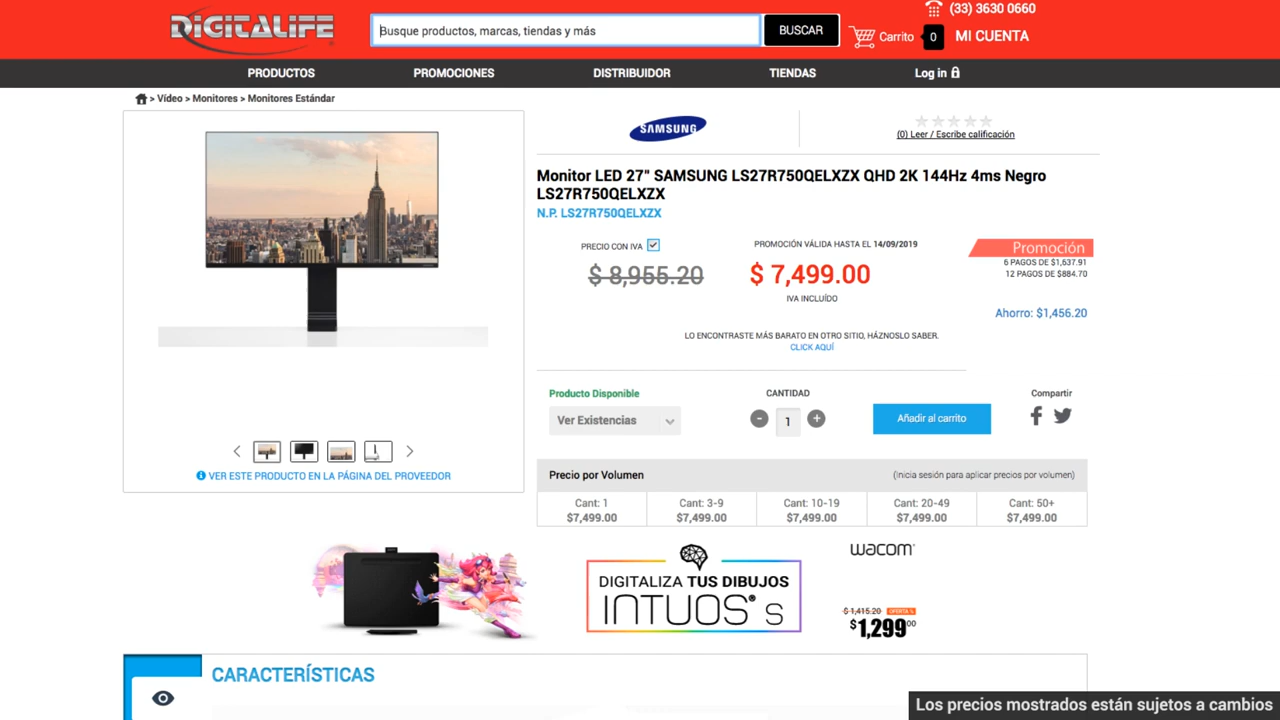 DIGITALIFE
Busque productos, marcas, tiendas y más
BUSCAR
(33) 3630 0660
Carrito 0 MI CUENTA
PRODUCTOS PROMOCIONES DISTRIBUIDOR TIENDAS Log in
> Vídeo > Monitores > Monitores Estándar
SAMSUNG
(0) Leer / Escribe calificación
Monitor LED 27" SAMSUNG LS27R750QELXZX QHD 2K 144Hz 4ms Negro
LS27R750QELXZX
N.P. LS27R750QELXZX
PRECIO CON IVA
$ 8,955.20
PROMOCIÓN VÁLIDA HASTA EL 14/09/2019
$ 7,499.00
IVA INCLUÍDO
Promoción
6 PAGOS DE $1,637.91
12 PAGOS DE $884.70
Ahorro: $1,456.20
LO ENCONTRASTE MÁS BARATO EN OTRO SITIO, HÁZNOSLO SABER.
CLICK AQUÍ
Producto Disponible
Ver Existencias
CANTIDAD
- 1 +
Añadir al carrito
Compartir
VER ESTE PRODUCTO EN LA PÁGINA DEL PROVEEDOR
Precio por Volumen (Inicia sesión para aplicar precios por volumen)
Cant: 1 Cant: 3-9 Cant: 10-19 Cant: 20-49 Cant: 50+
$7,499.00 $7,499.00 $7,499.00 $7,499.00 $7,499.00
DIGITALIZA TUS DIBUJOS
INTUOS® S
wacom®
$ 1,415.20 OFERTA %
$1,299.00
CARACTERÍSTICAS
Los precios mostrados están sujetos a cambios